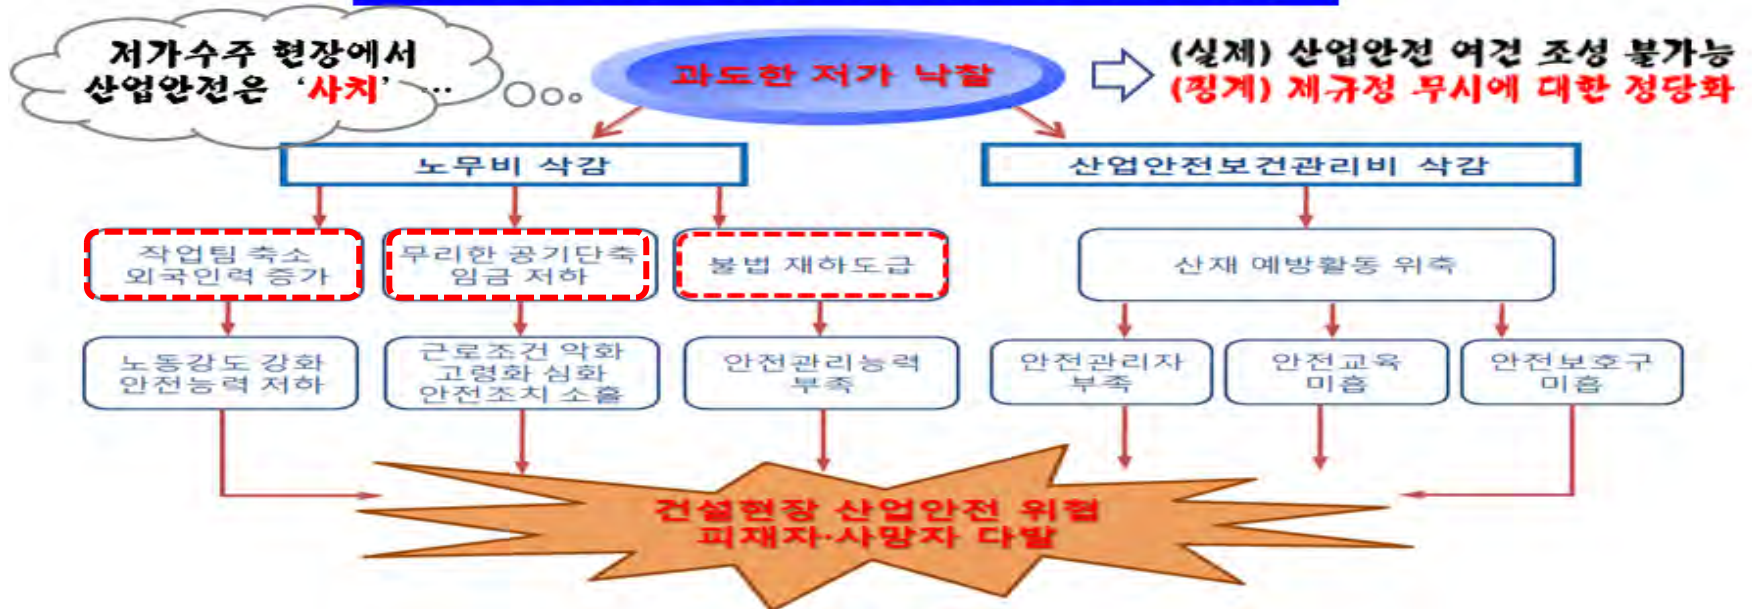 저가수주 현장에서
산업안전은 ‘사치’ …
과도한 저가 낙찰
(실제) 산업안전 여건 조성 불가능
(핑계) 제규정 무시에 대한 정당화
노무비 삭감
산업안전보건관리비 삭감
작업팀 축소
외국인력 증가
무리한 공기단축
임금 저하
불법 재하도급
산재 예방활동 위축
노동강도 강화
안전능력 저하
근로조건 악화
고령화 심화
안전조치 소홀
안전관리능력
부족
안전관리자
부족
안전교육
미흡
안전보호구
미흡
건설현장 산업안전 위협
피재자·사망자 다발